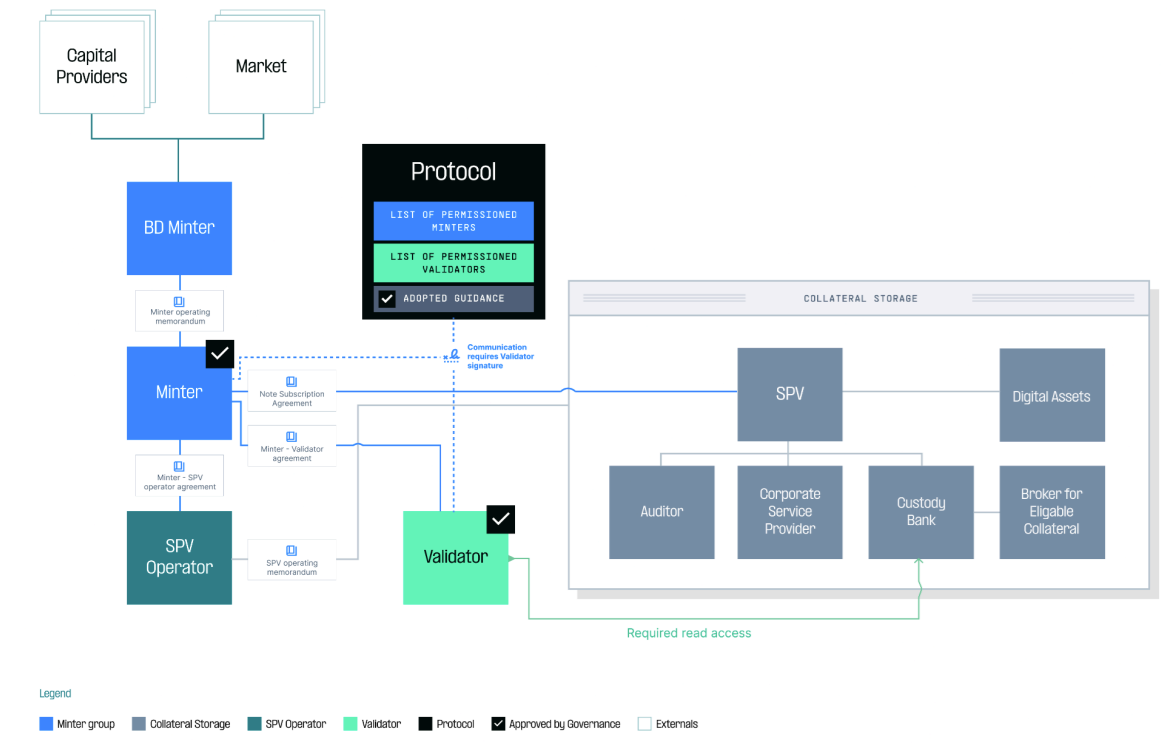 Capital
Providers
Market
Protocol
LIST OF PERMISSIONED
MINTERS
LIST OF PERMISSIONED
VALIDATORS
ADOPTED GUIDANCE
BD Minter
Minter operating
memorandum
COLLATERAL STORAGE
Communication
requires Validator
signature
Minter
Note Subscription
Agreement
SPV
Digital Assets
Minter - Validator
agreement
Minter - SPV
operator agreement
Auditor
Corporate
Service
Provider
Custody
Bank
Broker for
Eligable
Collateral
SPV
Operator
SPV operating
memorandum
Validator
Required read access
Legend
Minter group
Collateral Storage
SPV Operator
Validator
Protocol
Approved by Governance
Externals